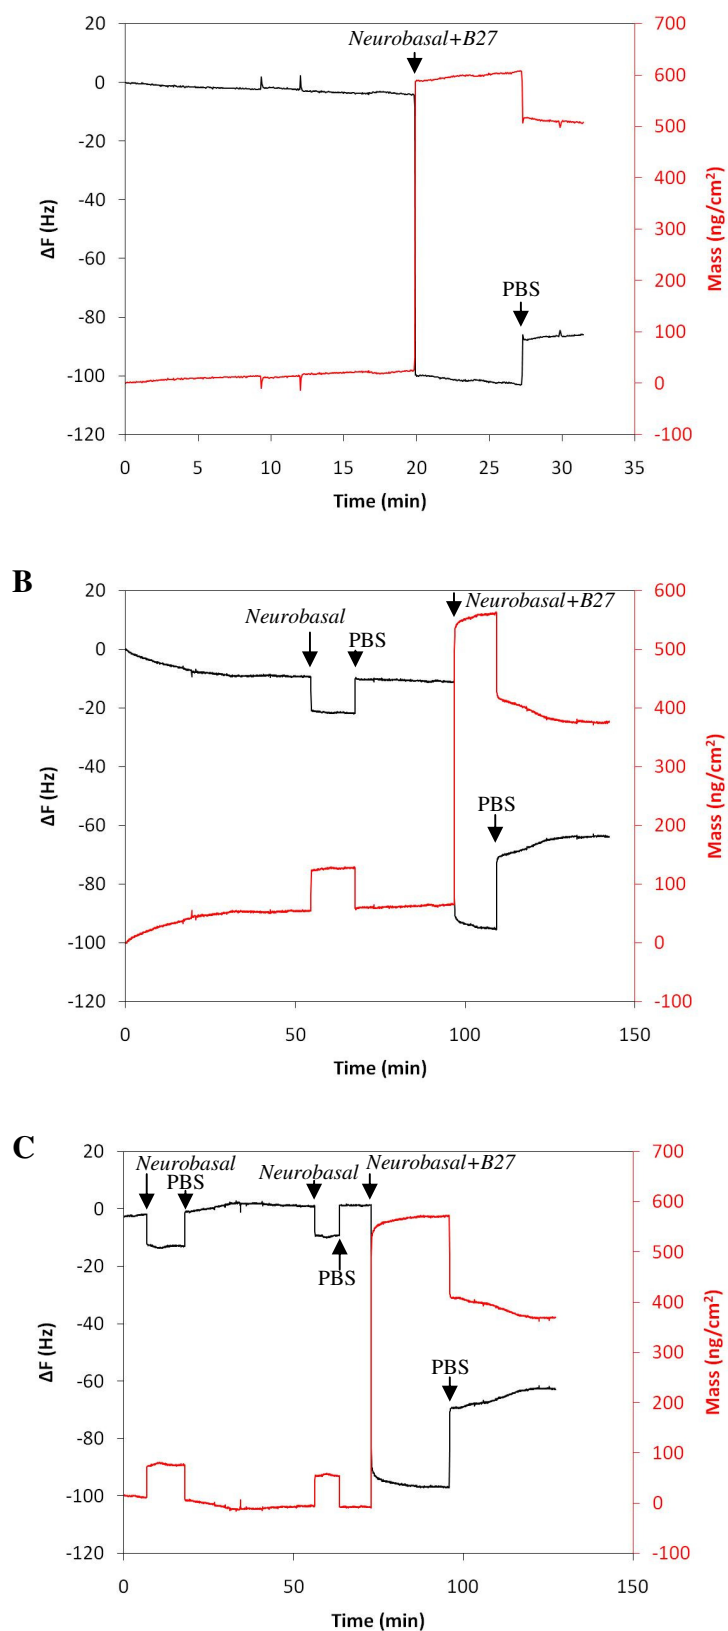 Neurobasal+B27
PBS
20
0
-20
-40
-60
-80
-100
-120
ΔF (Hz)
700
600
500
400
300
200
100
0
-100
Mass (ng/cm²)
0 5 10 15 20 25 30 35
Time (min)
B
Neurobasal
PBS
Neurobasal+B27
PBS
20
0
-20
-40
-60
-80
-100
-120
ΔF (Hz)
600
500
400
300
200
100
0
-100
Mass (ng/cm²)
0 50 100 150
Time (min)
C
Neurobasal
PBS
Neurobasal
PBS
Neurobasal+B27
PBS
20
0
-20
-40
-60
-80
-100
-120
ΔF (Hz)
700
600
500
400
300
200
100
0
-100
Mass (ng/cm²)
0 50 100 150
Time (min)